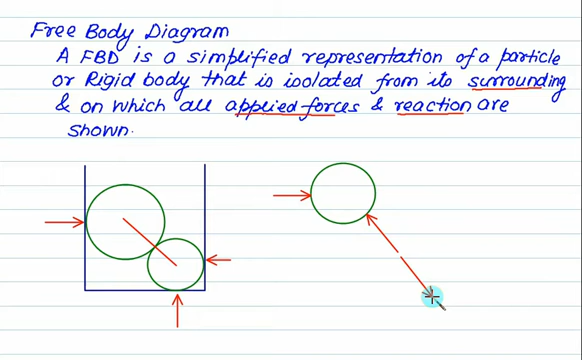 Free Body Diagram
A FBD is a simplified representation of a particle
or Rigid body that is isolated from its surrounding
& on which all applied forces & reaction are
shown.